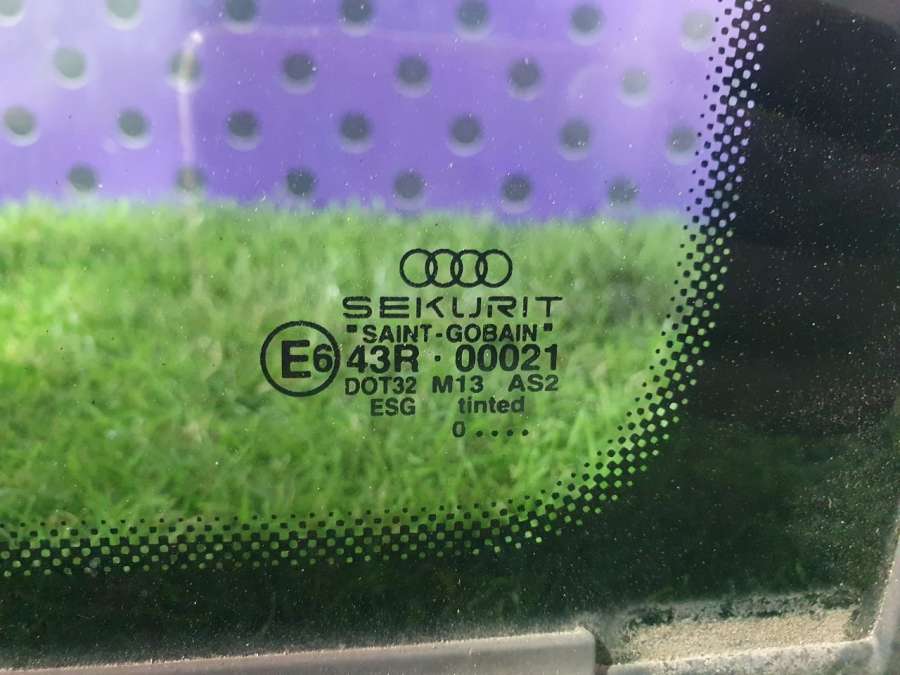 SEKURIT
"SAINT-GOBAIN"
E6 43R · 00021
DOT32 M13 AS2
ESG tinted
0 ••••